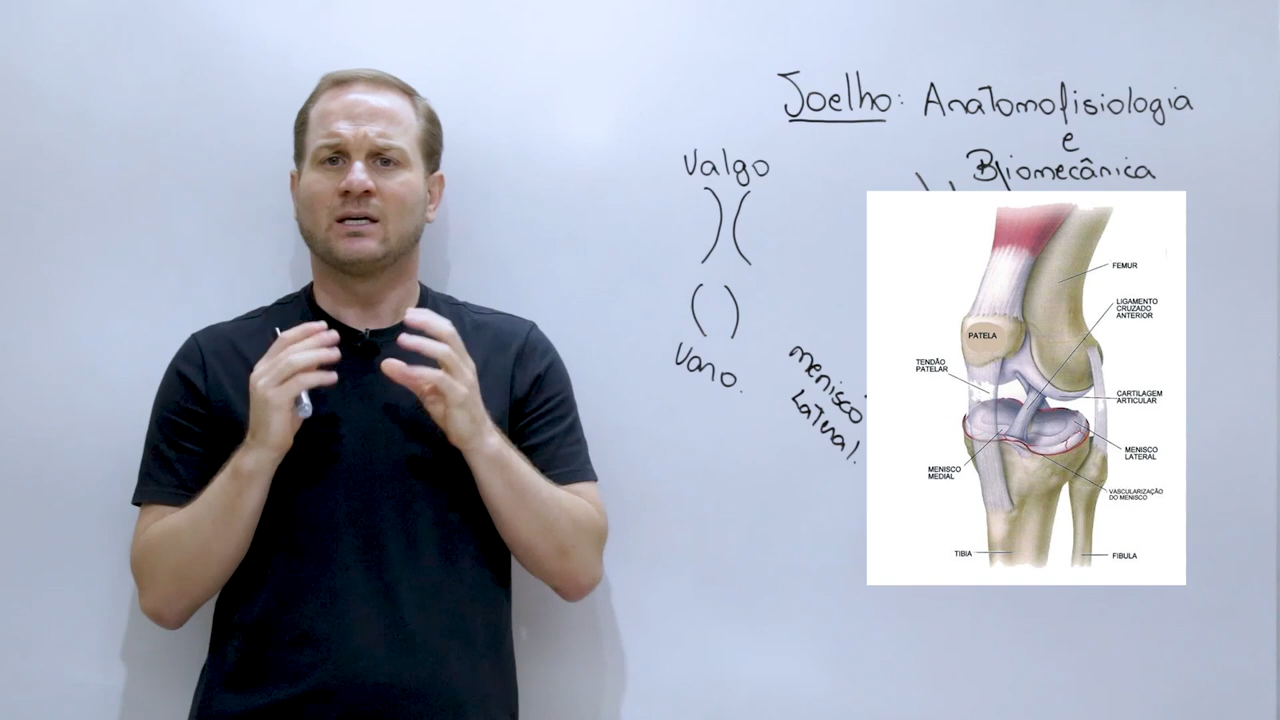 Joelho: Anatomofisiologia
e
Biomecânica
Valgo
Varo.
menisco
Lateral.
FEMUR
LIGAMENTO
CRUZADO
ANTERIOR
PATELA
TENDÃO
PATELAR
CARTILAGEM
ARTICULAR
MENISCO
LATERAL
MENISCO
MEDIAL
VASCULARIZAÇÃO
DO MENISCO
TIBIA
FIBULA